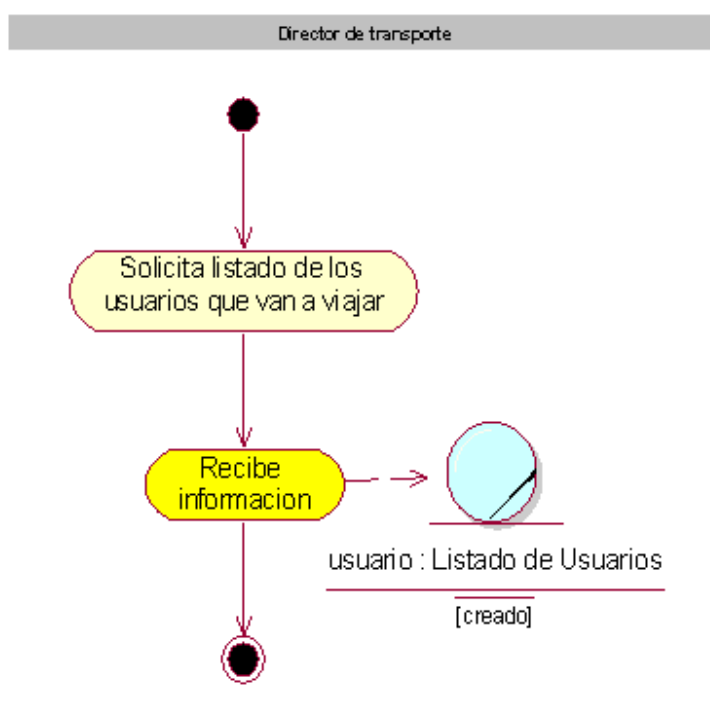 Director de transporte
Solicita listado de los
usuarios que van a viajar
Recibe
informacion
usuario : Listado de Usuarios
[creado]